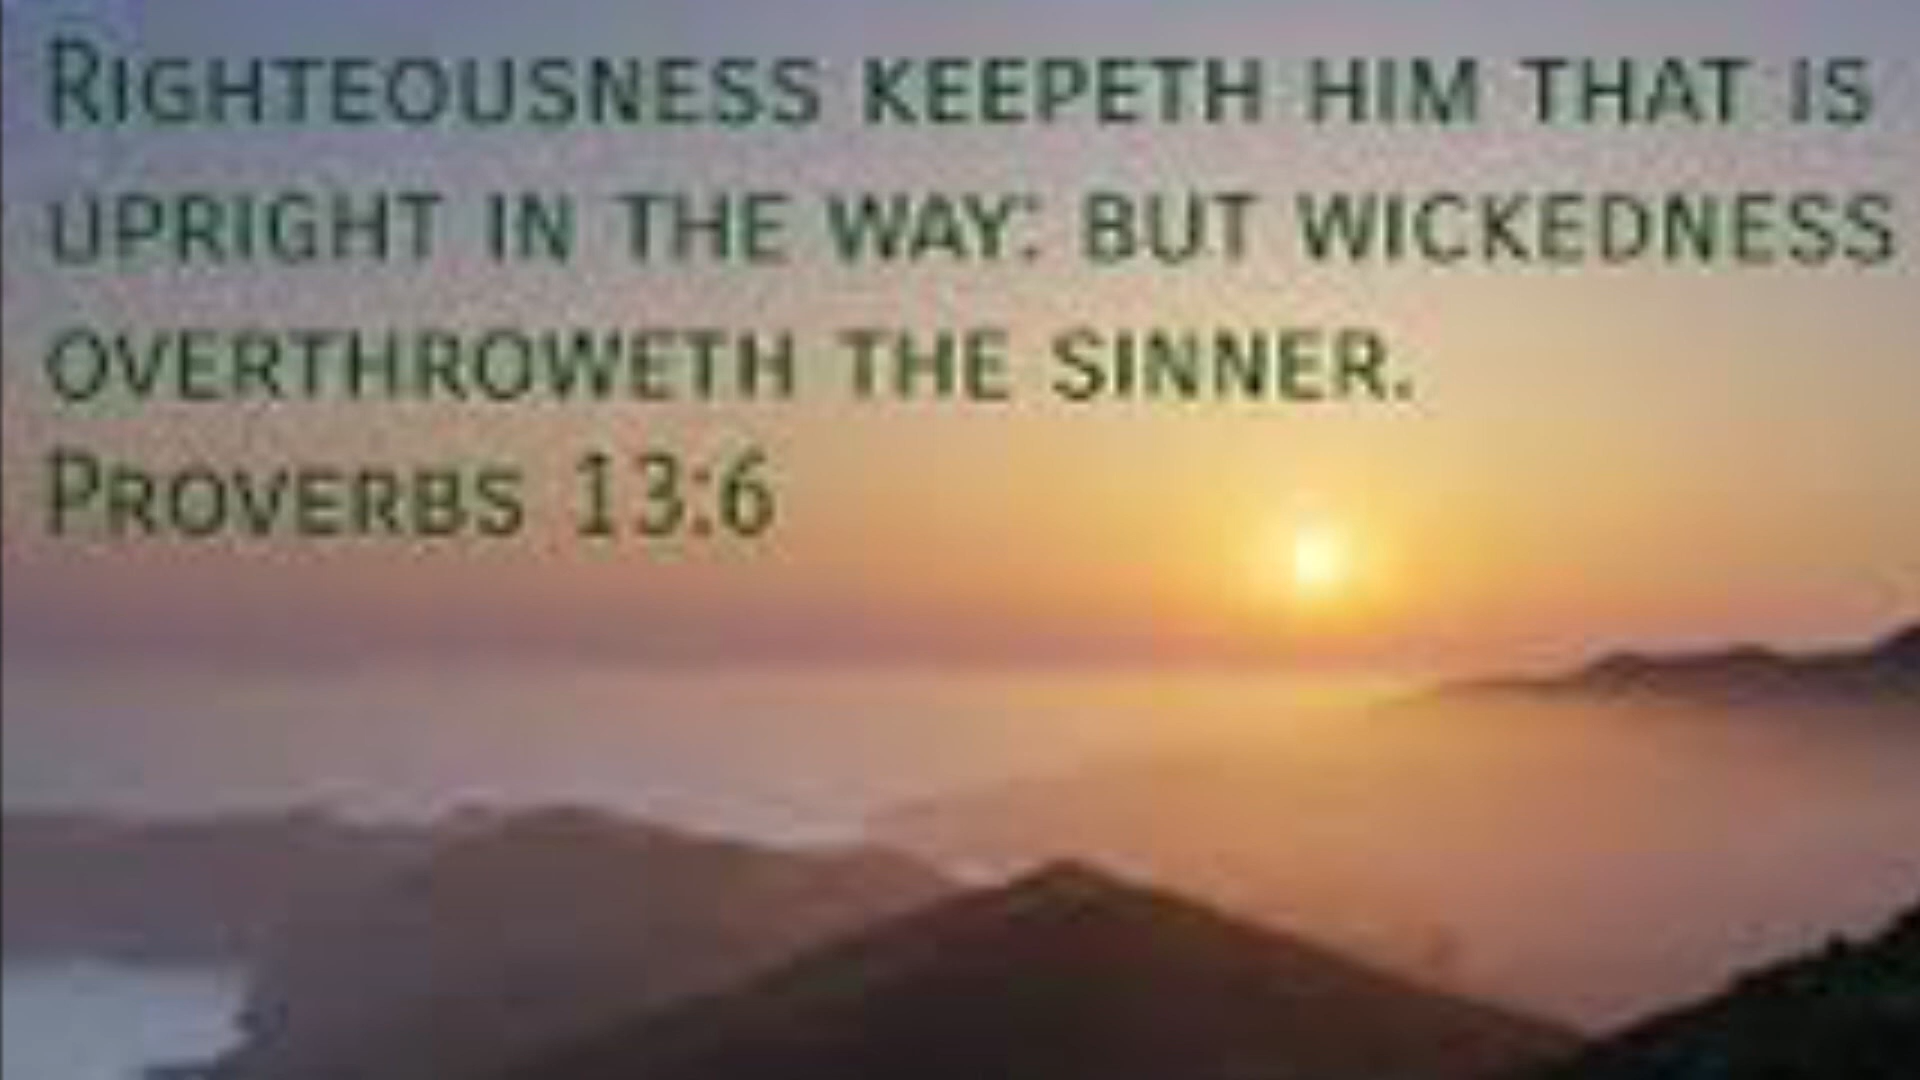 Righteousness keepeth him that is
upright in the way: but wickedness
overthroweth the sinner.
Proverbs 13:6